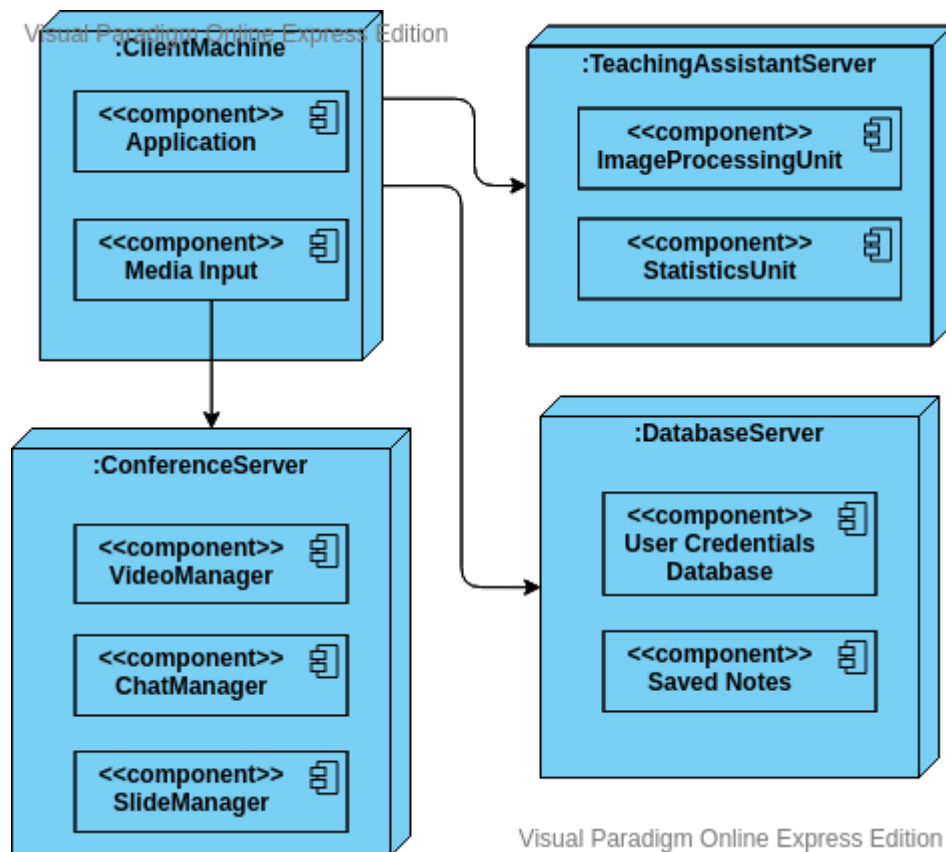 Visual Paradigm Online Express Edition
:ClientMachine
<<component>>
Application
<<component>>
Media Input
:TeachingAssistantServer
<<component>>
ImageProcessingUnit
<<component>>
StatisticsUnit
:ConferenceServer
<<component>>
VideoManager
<<component>>
ChatManager
<<component>>
SlideManager
:DatabaseServer
<<component>>
User Credentials
Database
<<component>>
Saved Notes
Visual Paradigm Online Express Edition